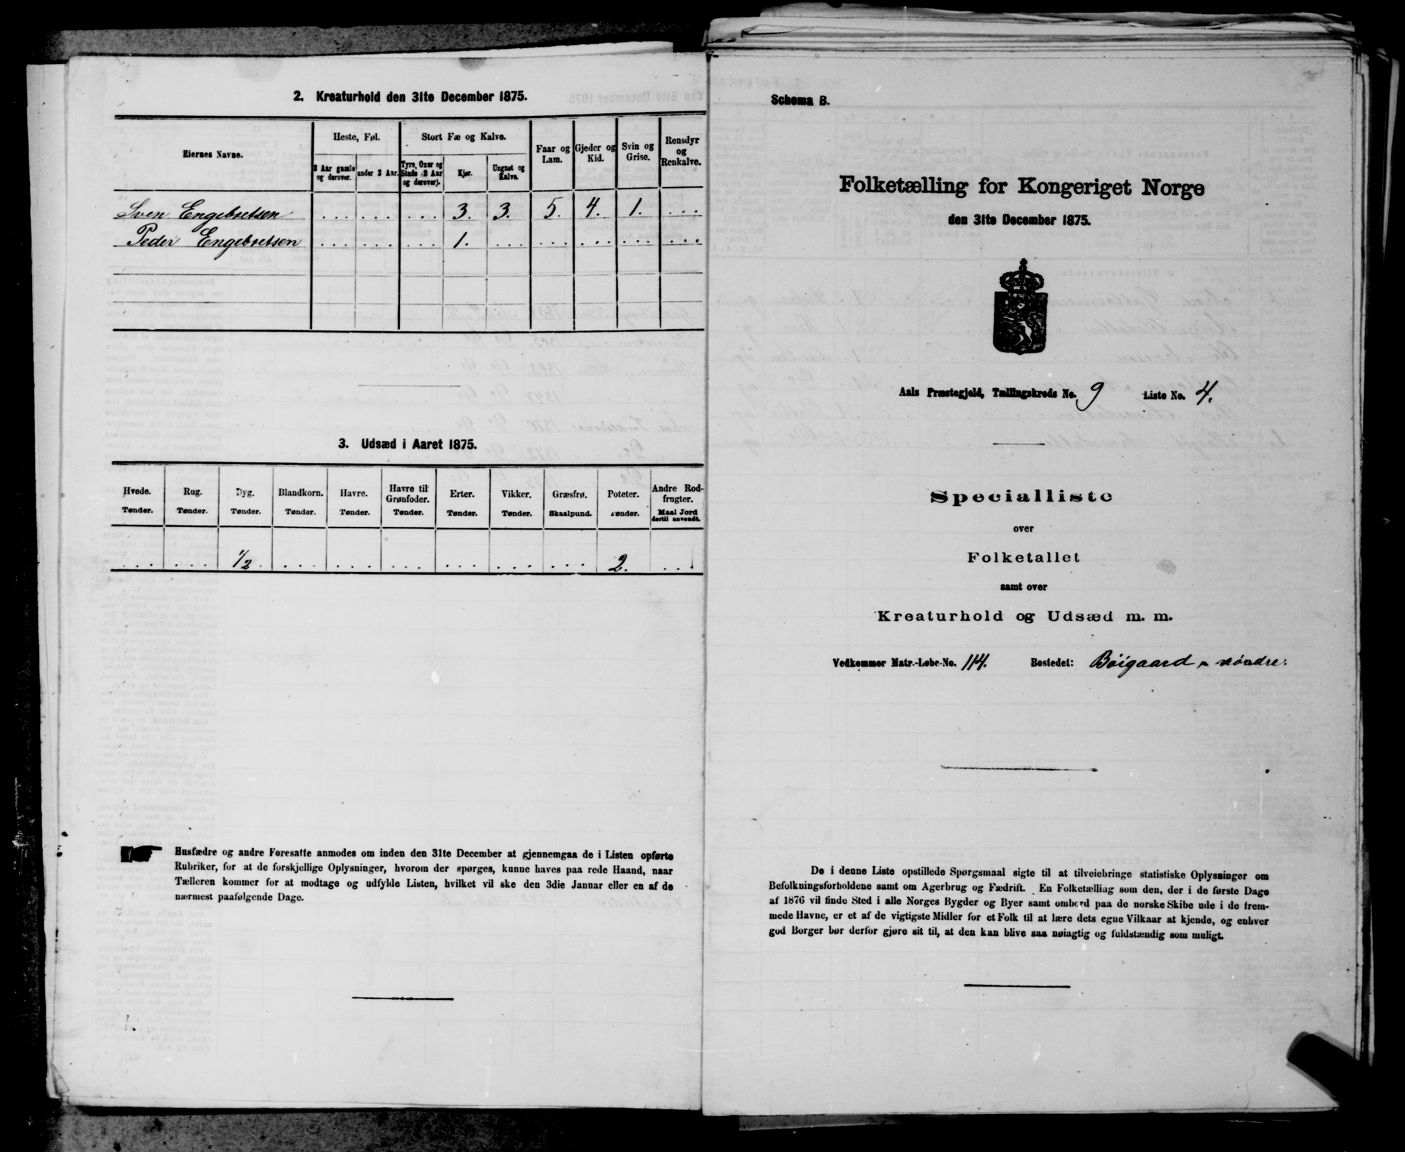 2. Kreaturhold den 31te December 1875.
Eiernes Navne.
Heste, Føl.
Stort Fæ og Kalve.
Faar og Lam.
Gjeder og Kid.
Svin og Grise.
Rensdyr og Renkalve.
3 Aar gamle og derover.
under 3 Aar.
Tyre, Oxer og Stude (2 Aar og derover).
Kjør.
Ungnet og Kalve.
Sven Engebretsen . . . . . . . . . 3. 3. 5. 4. 1. . . .
Peder Engebretsen . . . . . . . . . 1. . . . . . . . . . . . . . . .
3. Udsæd i Aaret 1875.
Hvede. Rug. Byg. Blandkorn. Havre. Havre til Grønfoder. Erter. Vikker. Græsfrø. Poteter. Andre Rodfrugter.
Tønder. Tønder. Tønder. Tønder. Tønder. Tønder. Tønder. Tønder. Skaalpund. Tønder. Maal Jord dertil anvendt.
. . . . . . 1/2 . . . . . . . . . . . . . . . . . . . . . . . . 2. . . .
Husfædre og andre Foresatte anmodes om inden den 31te December at gjennemgaa de i Listen opførte
Rubriker, for at de forskjellige Oplysninger, hvorom der spørges, kunne haves paa rede Haand, naar
Tælleren kommer for at modtage og udfylde Listen, hvilket vil ske den 3die Januar eller en af de
nærmest paafølgende Dage.
Schema B.
Folketælling for Kongeriget Norge
den 31te December 1875.
Aals Præstegjeld, Tællingskreds No. 9 Liste No. 4.
Specialliste
over
Folketallet
samt over
Kreaturhold og Udsæd m. m.
Vedkommer Matr.-Løbe-No. 114. Bostedet: Böigaard nöndre.
De i denne Liste opstillede Spørgsmaal sigte til at tilveiebringe statistiske Oplysninger om
Befolkningsforholdene samt om Agerbrug og Fædrift. En Folketælling som den, der i de første Dage
af 1876 vil finde Sted i alle Norges Bygder og Byer samt ombord paa de norske Skibe ude i de frem-
mede Havne, er et af de vigtigste Midler for et Folk til at lære dets egne Vilkaar at kjende, og enhver
god Borger bør derfor gjøre sit til, at den kan blive saa nøiagtig og fuldstændig som muligt.